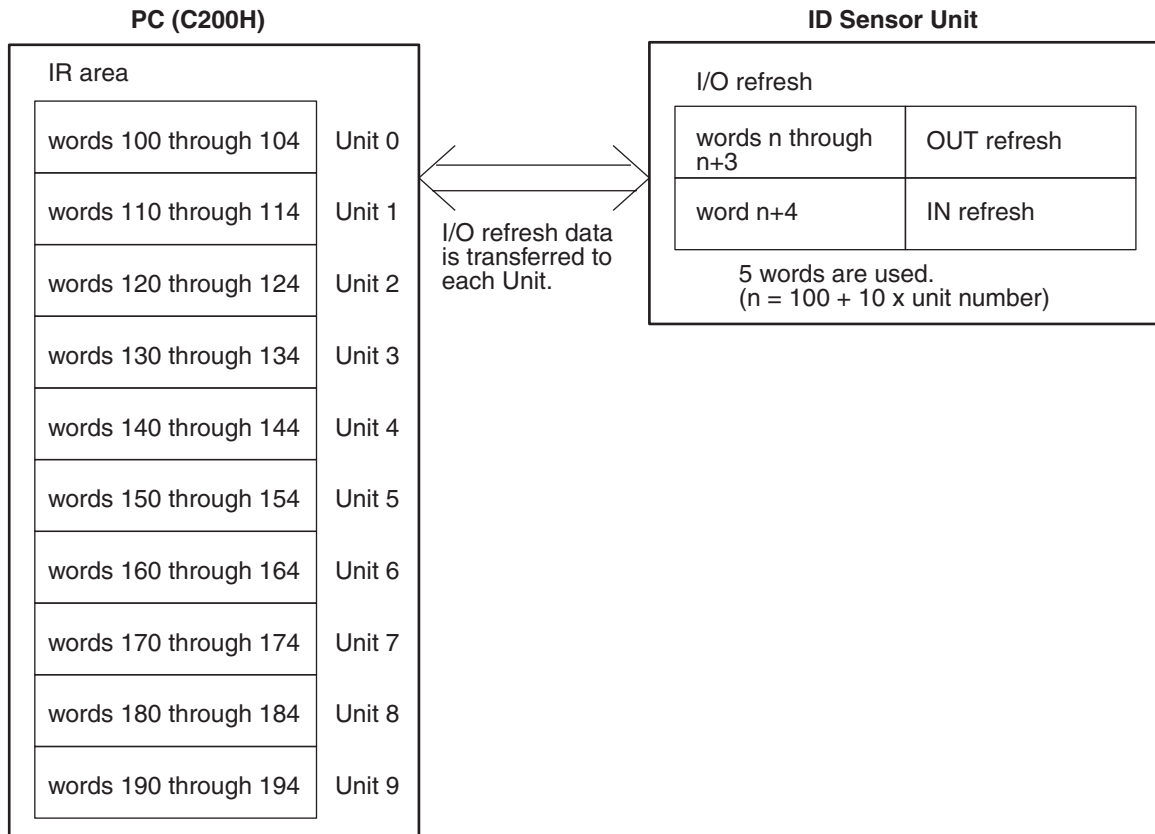 PC (C200H)
IR area
words 100 through 104 Unit 0
words 110 through 114 Unit 1
words 120 through 124 Unit 2
words 130 through 134 Unit 3
words 140 through 144 Unit 4
words 150 through 154 Unit 5
words 160 through 164 Unit 6
words 170 through 174 Unit 7
words 180 through 184 Unit 8
words 190 through 194 Unit 9
I/O refresh data
is transferred to
each Unit.
ID Sensor Unit
I/O refresh
words n through
n+3
OUT refresh
word n+4 IN refresh
5 words are used.
(n = 100 + 10 x unit number)